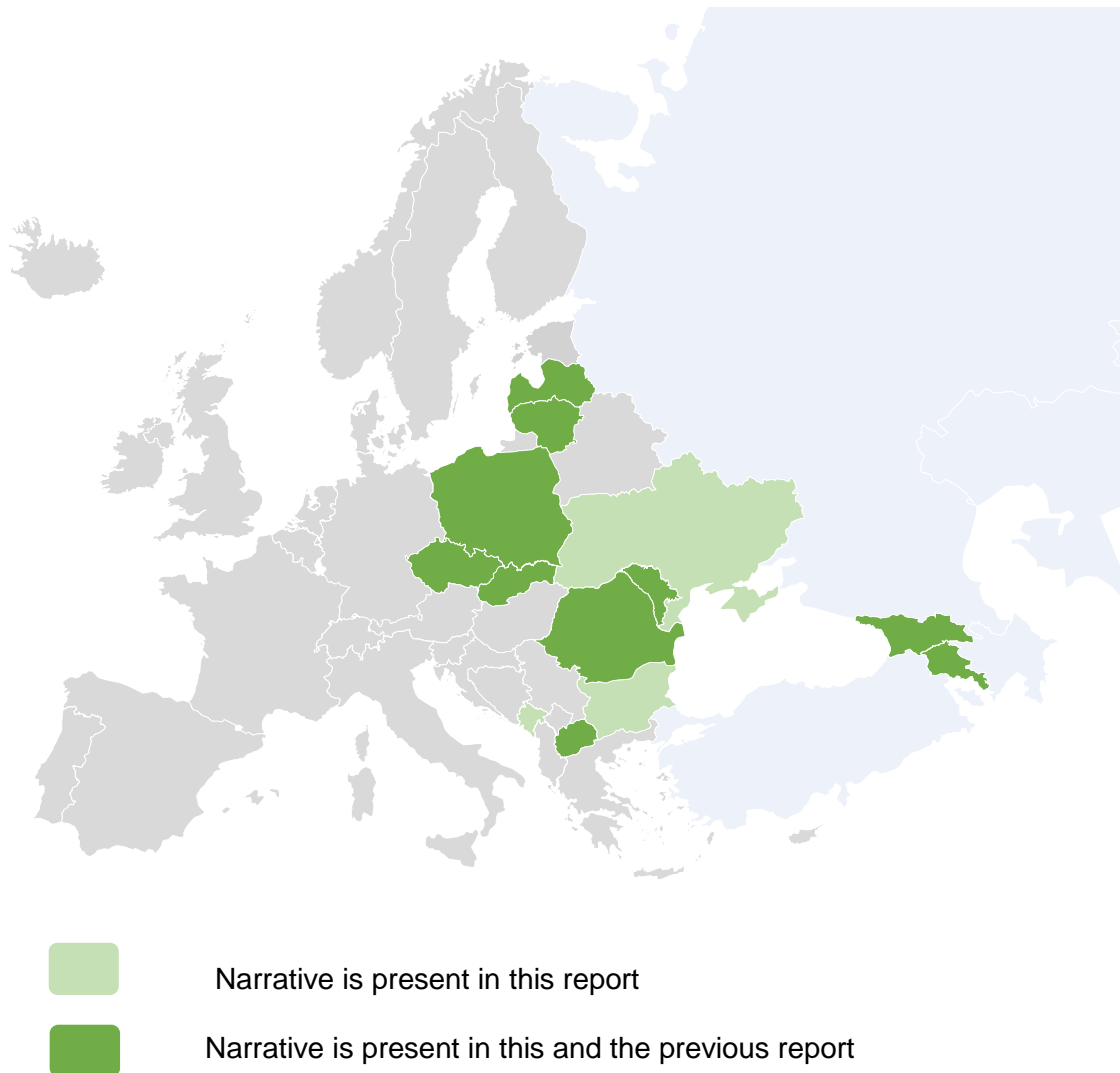 Narrative is present in this report
Narrative is present in this and the previous report